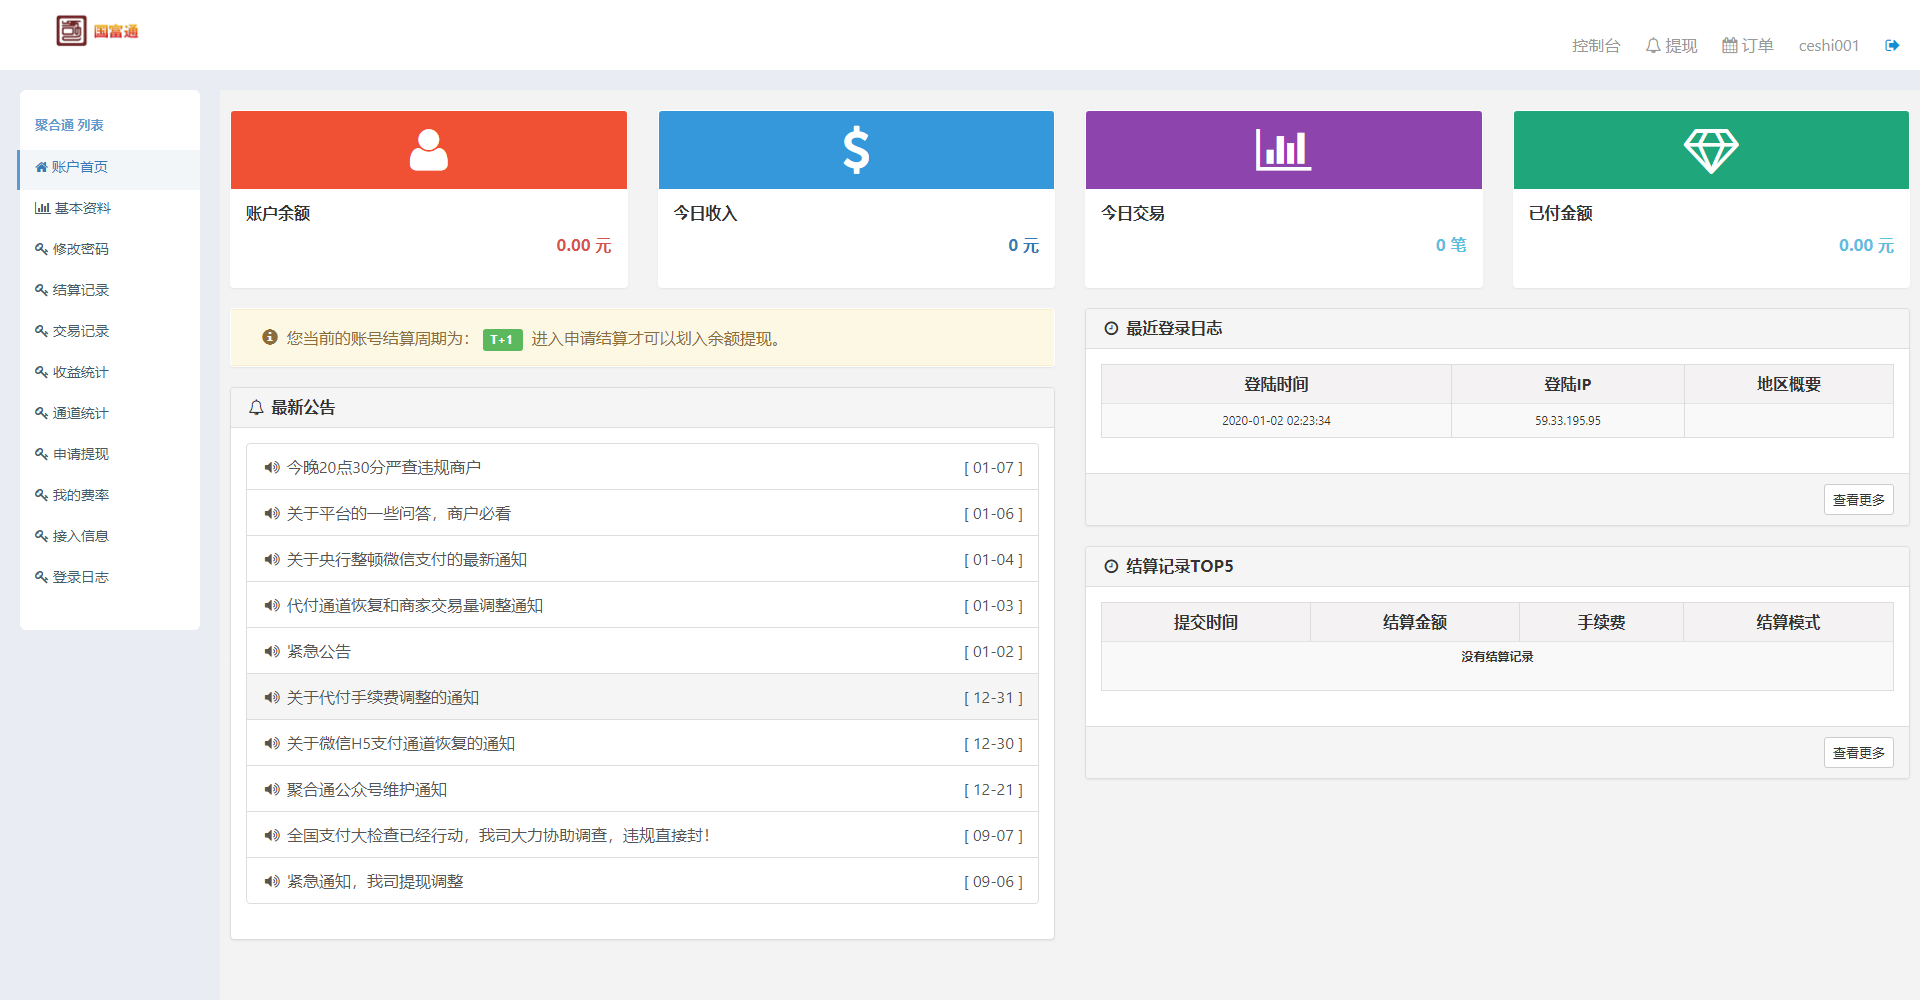 国富通
控制台 提现 订单 ceshi001
聚合通 列表
账户首页
基本资料
修改密码
结算记录
交易记录
收益统计
通道统计
申请提现
我的费率
接入信息
登录日志
账户余额
0.00 元
今日收入
0 元
今日交易
0 笔
已付金额
0.00 元
您当前的账号结算周期为： T+1 进入申请结算才可以划入余额提现。
最新公告
今晚20点30分严查违规商户 [ 01-07 ]
关于平台的一些问答，商户必看 [ 01-06 ]
关于央行整顿微信支付的最新通知 [ 01-04 ]
代付通道恢复和商家交易量调整通知 [ 01-03 ]
紧急公告 [ 01-02 ]
关于代付手续费调整的通知 [ 12-31 ]
关于微信H5支付通道恢复的通知 [ 12-30 ]
聚合通公众号维护通知 [ 12-21 ]
全国支付大检查已经行动，我司大力协助调查，违规直接封！ [ 09-07 ]
紧急通知，我司提现调整 [ 09-06 ]
最近登录日志
登陆时间 登陆IP 地区概要
2020-01-02 02:23:34 59.33.195.95
查看更多
结算记录TOP5
提交时间 结算金额 手续费 结算模式
没有结算记录
查看更多